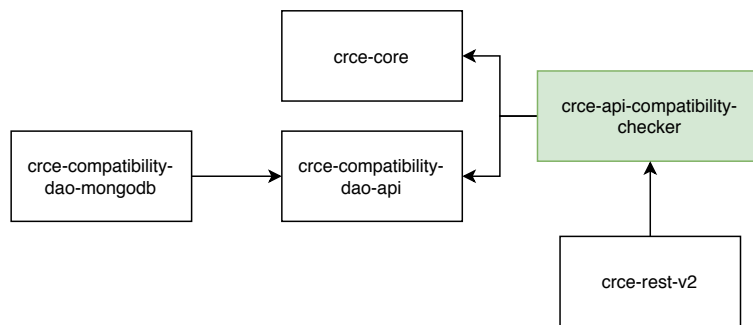 crce-core
crce-api-compatibility-
checker
crce-compatibility-
dao-mongodb
crce-compatibility-
dao-api
crce-rest-v2